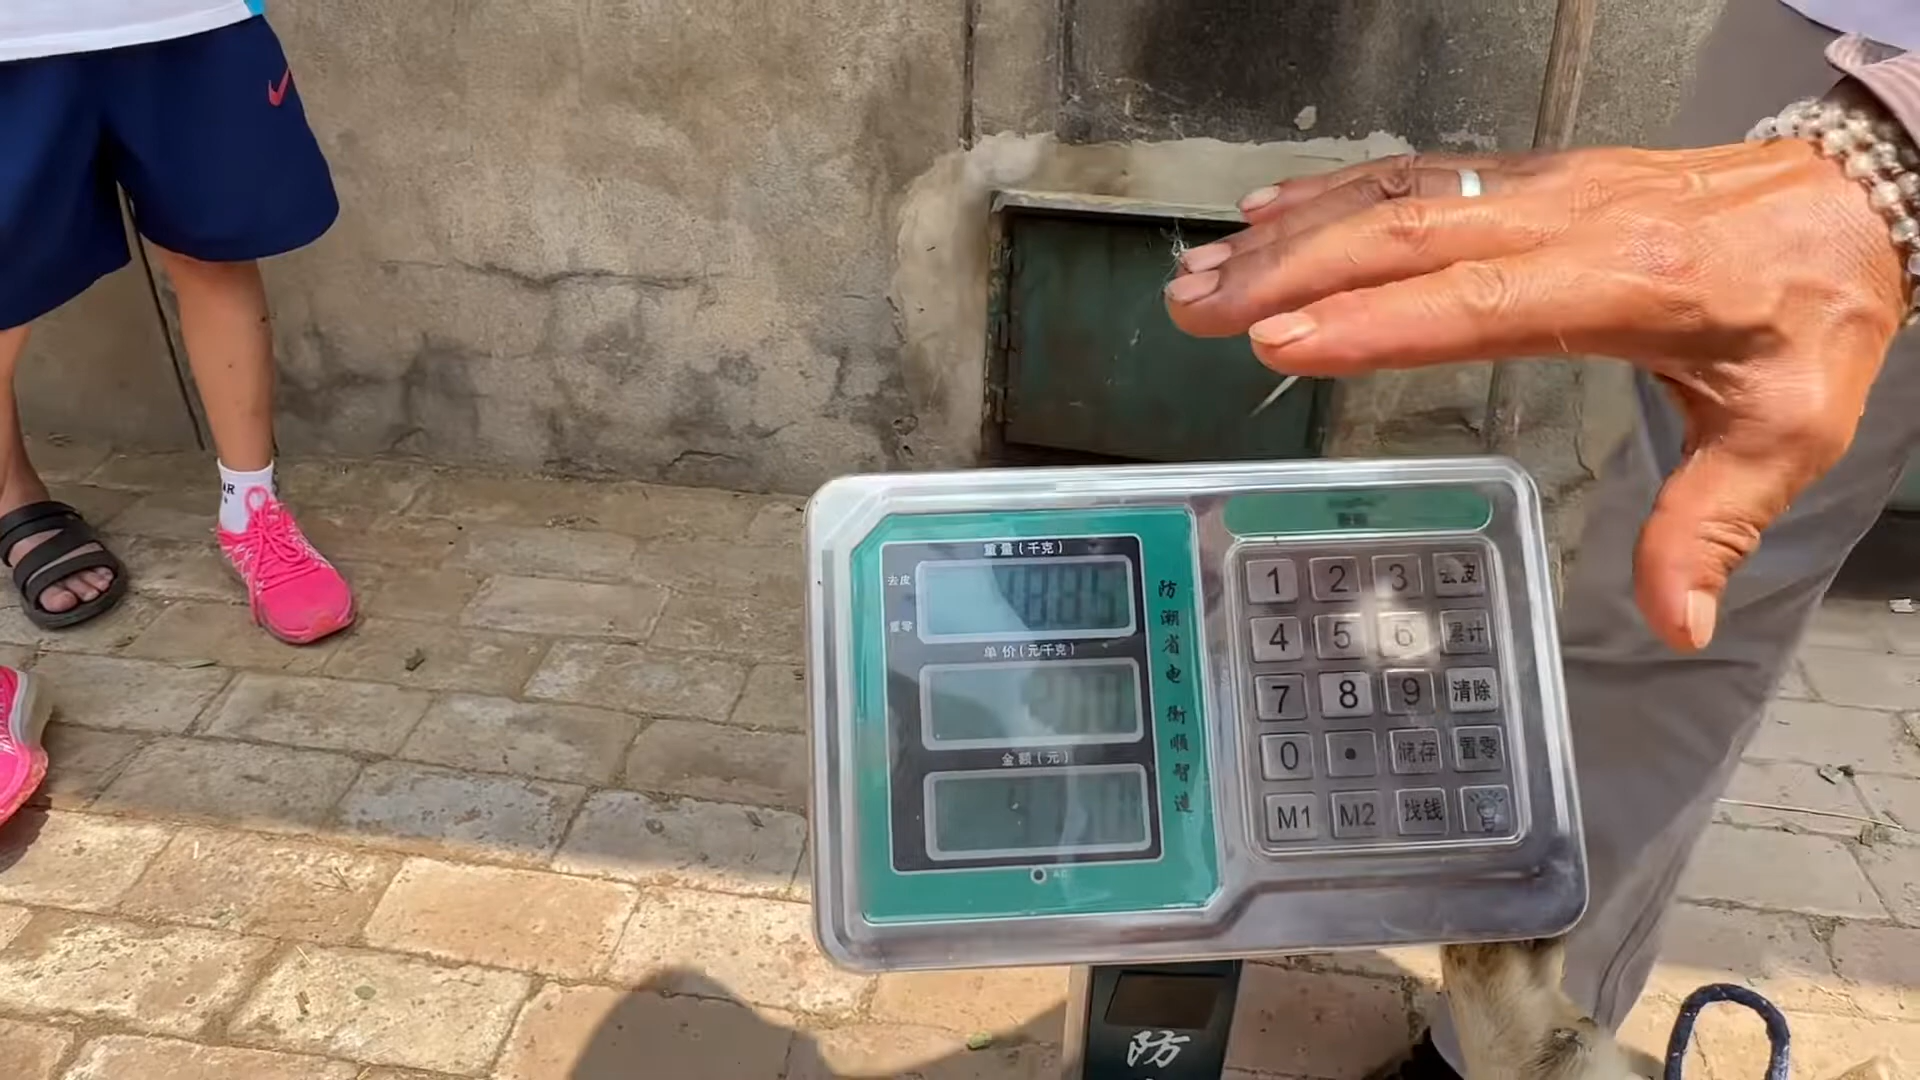 重量(千克)
去皮
置零
单价(元/千克)
金额(元)
防潮省电 衡顺智造
1 2 3 去皮
4 5 6 累计
7 8 9 清除
0 . 储存 置零
M1 M2 找钱
防